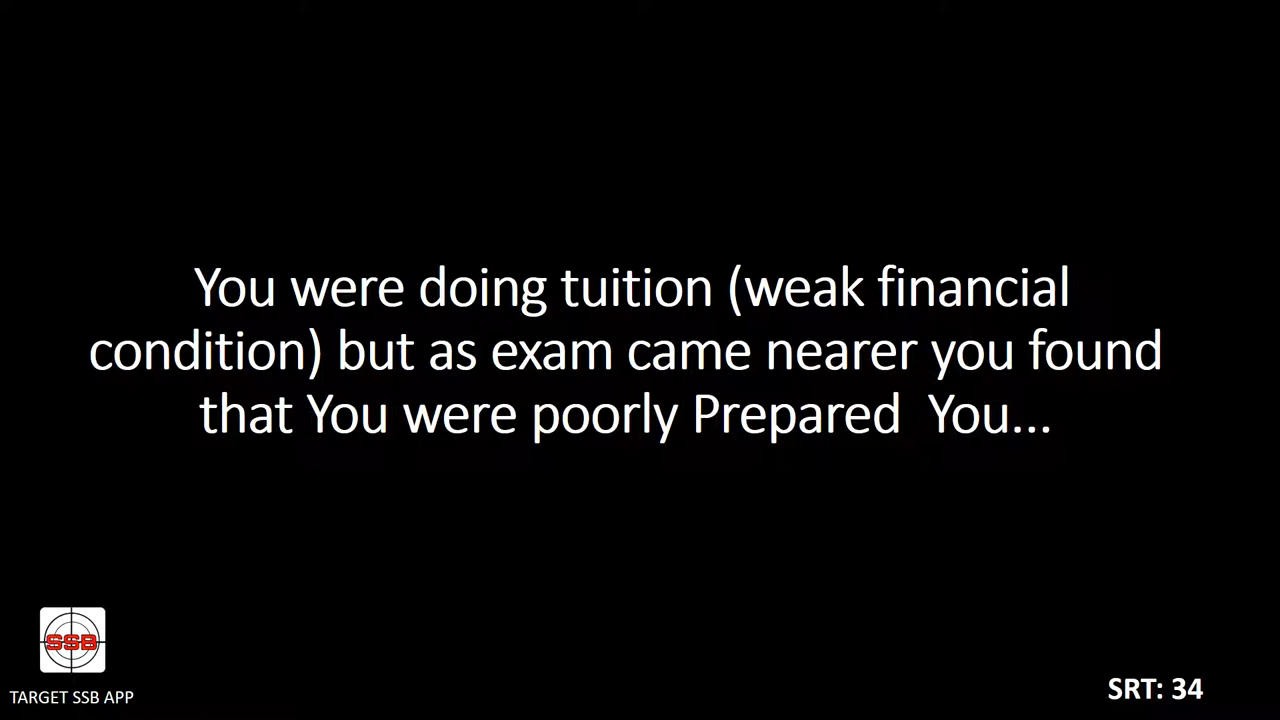 You were doing tuition (weak financial
condition) but as exam came nearer you found
that You were poorly Prepared  You...
SSB
TARGET SSB APP
SRT: 34